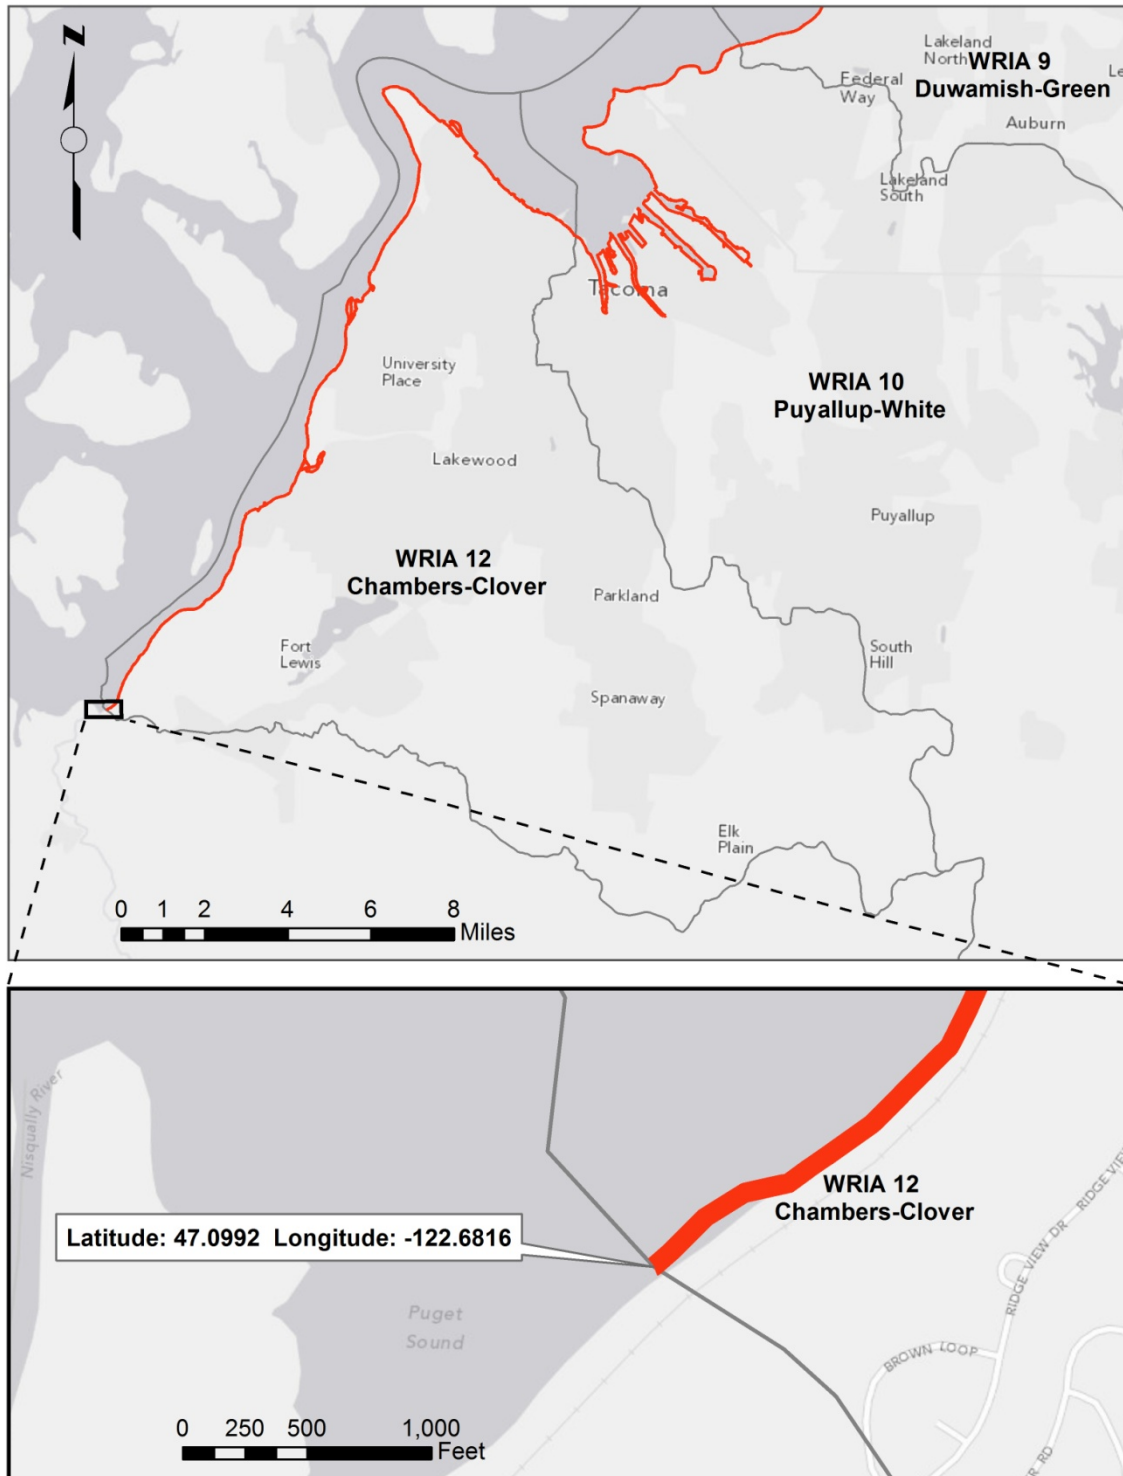 N
Lakeland
North
WRIA 9
Duwamish-Green
Federal
Way
Auburn
Lakeland
South
Tacoma
University
Place
WRIA 10
Puyallup-White
Lakewood
Puyallup
WRIA 12
Chambers-Clover
Parkland
Fort
Lewis
South
Hill
Spanaway
Elk
Plain
0 1 2 4 6 8
Miles
Nisqually River
WRIA 12
Chambers-Clover
Latitude: 47.0992 Longitude: -122.6816
RIDGE VIEW DR
RIDGE VIEW
Puget
Sound
BROWN LOOP
0 250 500 1,000
Feet
RD